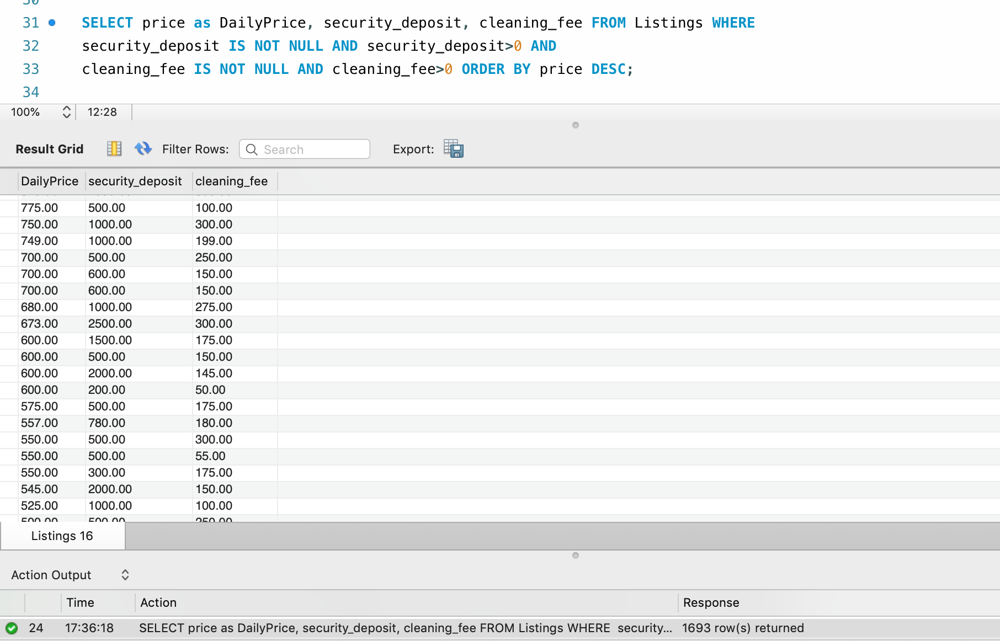 30
31 SELECT price as DailyPrice, security_deposit, cleaning_fee FROM Listings WHERE
32 security_deposit IS NOT NULL AND security_deposit>0 AND
33 cleaning_fee IS NOT NULL AND cleaning_fee>0 ORDER BY price DESC;
34
100% 12:28
Result Grid Filter Rows: Search Export:
DailyPrice security_deposit cleaning_fee
775.00 500.00 100.00
750.00 1000.00 300.00
749.00 1000.00 199.00
700.00 500.00 250.00
700.00 600.00 150.00
700.00 600.00 150.00
680.00 1000.00 275.00
673.00 2500.00 300.00
600.00 1500.00 175.00
600.00 500.00 150.00
600.00 2000.00 145.00
600.00 200.00 50.00
575.00 500.00 175.00
557.00 780.00 180.00
550.00 500.00 300.00
550.00 500.00 55.00
550.00 300.00 175.00
545.00 2000.00 150.00
525.00 1000.00 100.00
500.00 500.00 250.00
Listings 16
Action Output
Time Action Response
24 17:36:18 SELECT price as DailyPrice, security_deposit, cleaning_fee FROM Listings WHERE security... 1693 row(s) returned